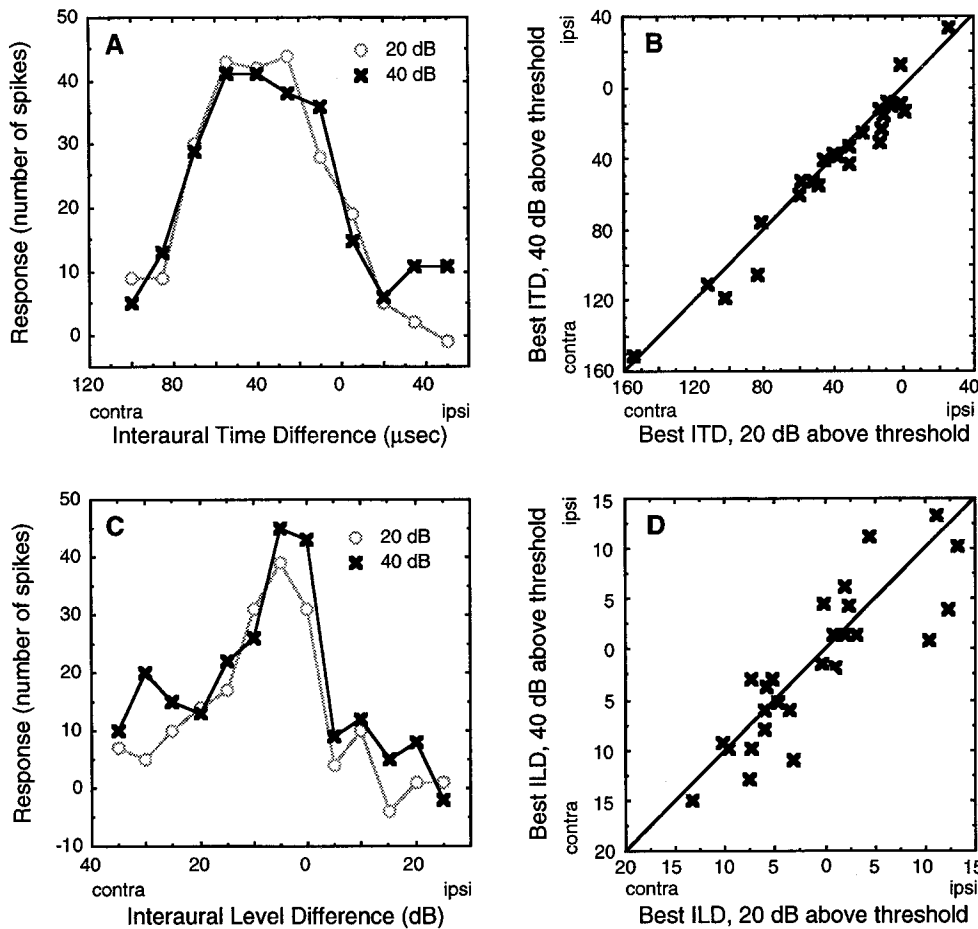 A
20 dB
40 dB
Response (number of spikes)
50
40
30
20
10
0
120 80 40 0 40
contra ipsi
Interaural Time Difference (µsec)
B
Best ITD, 40 dB above threshold
ipsi
contra
40
0
40
80
120
160
160 120 80 40 0 40
contra ipsi
Best ITD, 20 dB above threshold
C
20 dB
40 dB
Response (number of spikes)
50
40
30
20
10
0
-10
40 20 0 20
contra ipsi
Interaural Level Difference (dB)
D
Best ILD, 40 dB above threshold
ipsi
contra
15
10
5
0
5
10
15
20
20 15 10 5 0 5 10 15
contra ipsi
Best ILD, 20 dB above threshold